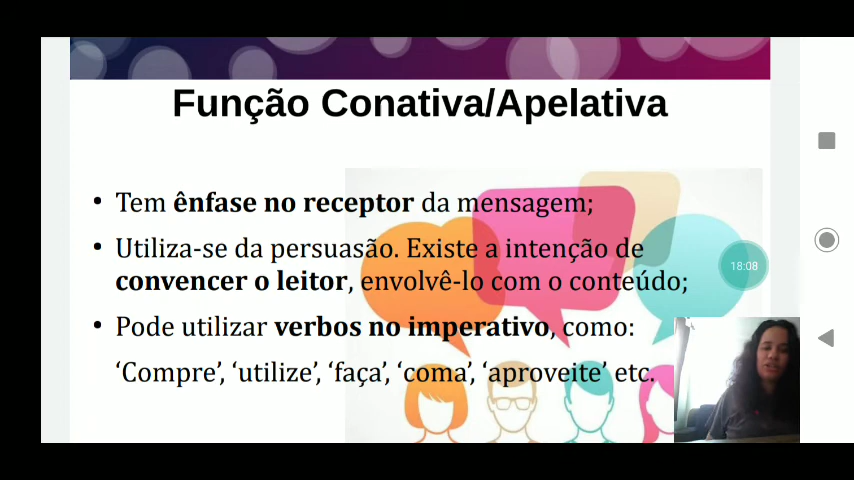 Função Conativa/Apelativa
• Tem ênfase no receptor da mensagem;
• Utiliza-se da persuasão. Existe a intenção de
convencer o leitor, envolvê-lo com o conteúdo;
• Pode utilizar verbos no imperativo, como:
‘Compre’, ‘utilize’, ‘faça’, ‘coma’, ‘aproveite’ etc.
18:08